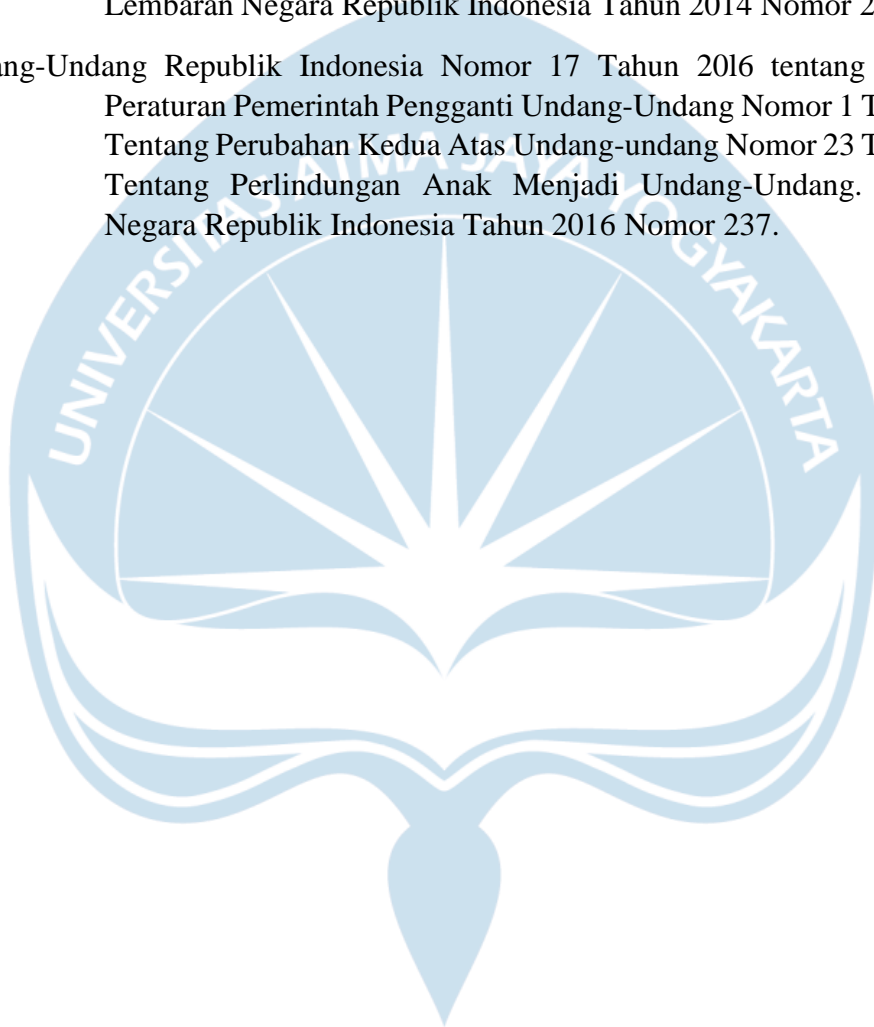 Lembaran Negara Republik Indonesia Tahun 2014 Nomor 2
ang-Undang Republik Indonesia Nomor 17 Tahun 20l6 tentang
Peraturan Pemerintah Pengganti Undang-Undang Nomor 1 T
Tentang Perubahan Kedua Atas Undang-undang Nomor 23 T
Tentang Perlindungan Anak Menjadi Undang-Undang.
Negara Republik Indonesia Tahun 2016 Nomor 237.
UNIVERSITAS ATMA JAYA YOGYAKARTA